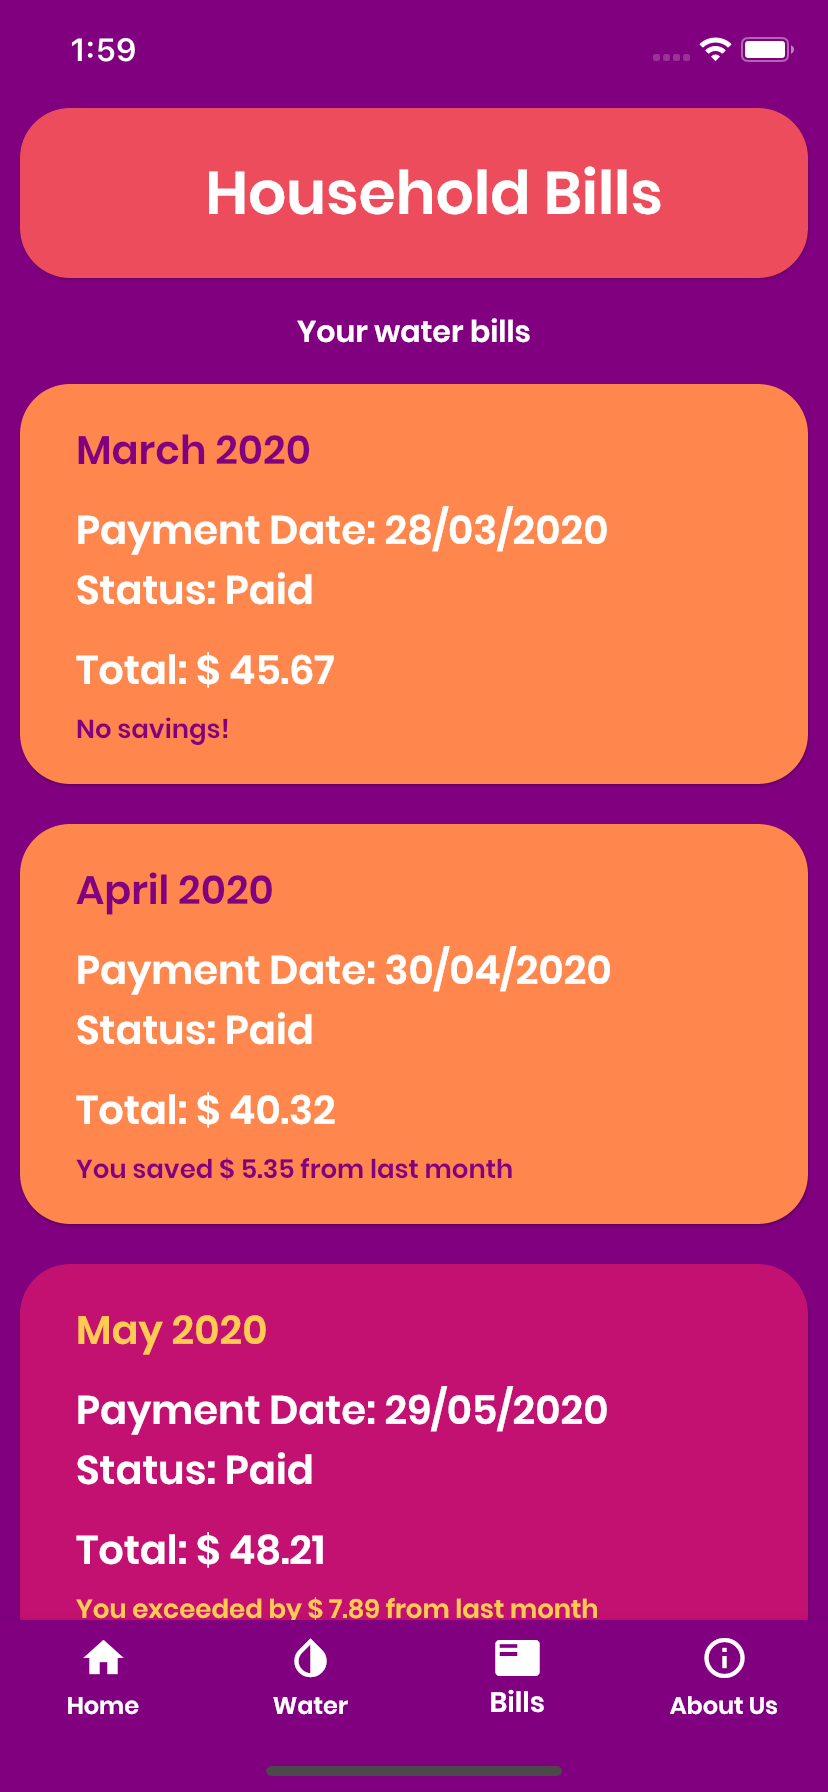 1:59
Household Bills
Your water bills
March 2020
Payment Date: 28/03/2020
Status: Paid
Total: $ 45.67
No savings!
April 2020
Payment Date: 30/04/2020
Status: Paid
Total: $ 40.32
You saved $ 5.35 from last month
May 2020
Payment Date: 29/05/2020
Status: Paid
Total: $ 48.21
You exceeded by $ 7.89 from last month
Home
Water
Bills
About Us